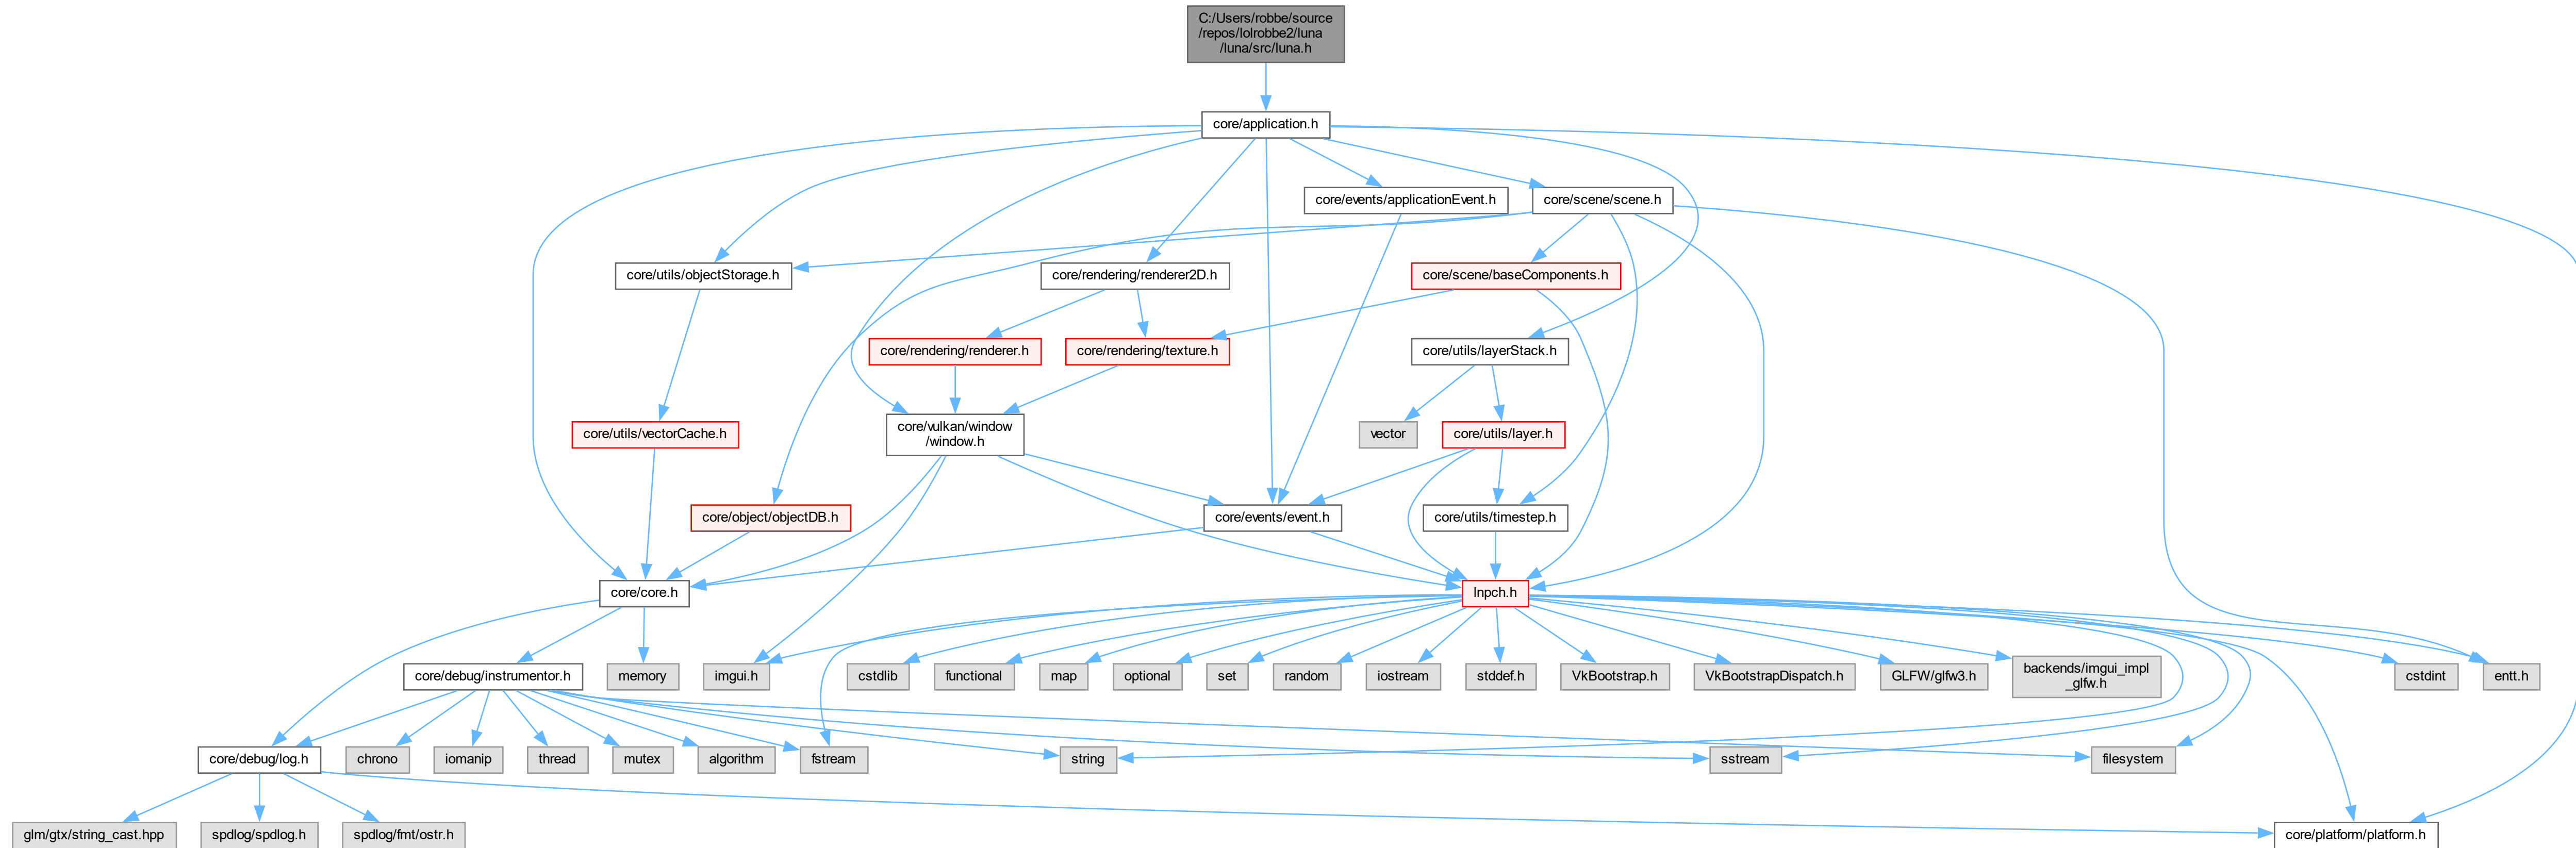 C:/Users/robbe/source
/repos/lolrobbe2/luna
/luna/src/luna.h
core/application.h
core/events/applicationEvent.h
core/scene/scene.h
core/utils/objectStorage.h
core/rendering/renderer2D.h
core/scene/baseComponents.h
core/rendering/renderer.h
core/rendering/texture.h
core/utils/layerStack.h
core/utils/vectorCache.h
core/vulkan/window
/window.h
vector
core/utils/layer.h
core/object/objectDB.h
core/events/event.h
core/utils/timestep.h
core/core.h
lnpch.h
core/debug/instrumentor.h
memory
imgui.h
cstdlib
functional
map
optional
set
random
iostream
stddef.h
VkBootstrap.h
VkBootstrapDispatch.h
GLFW/glfw3.h
backends/imgui_impl
_glfw.h
cstdint
entt.h
core/debug/log.h
chrono
iomanip
thread
mutex
algorithm
fstream
string
sstream
filesystem
glm/gtx/string_cast.hpp
spdlog/spdlog.h
spdlog/fmt/ostr.h
core/platform/platform.h